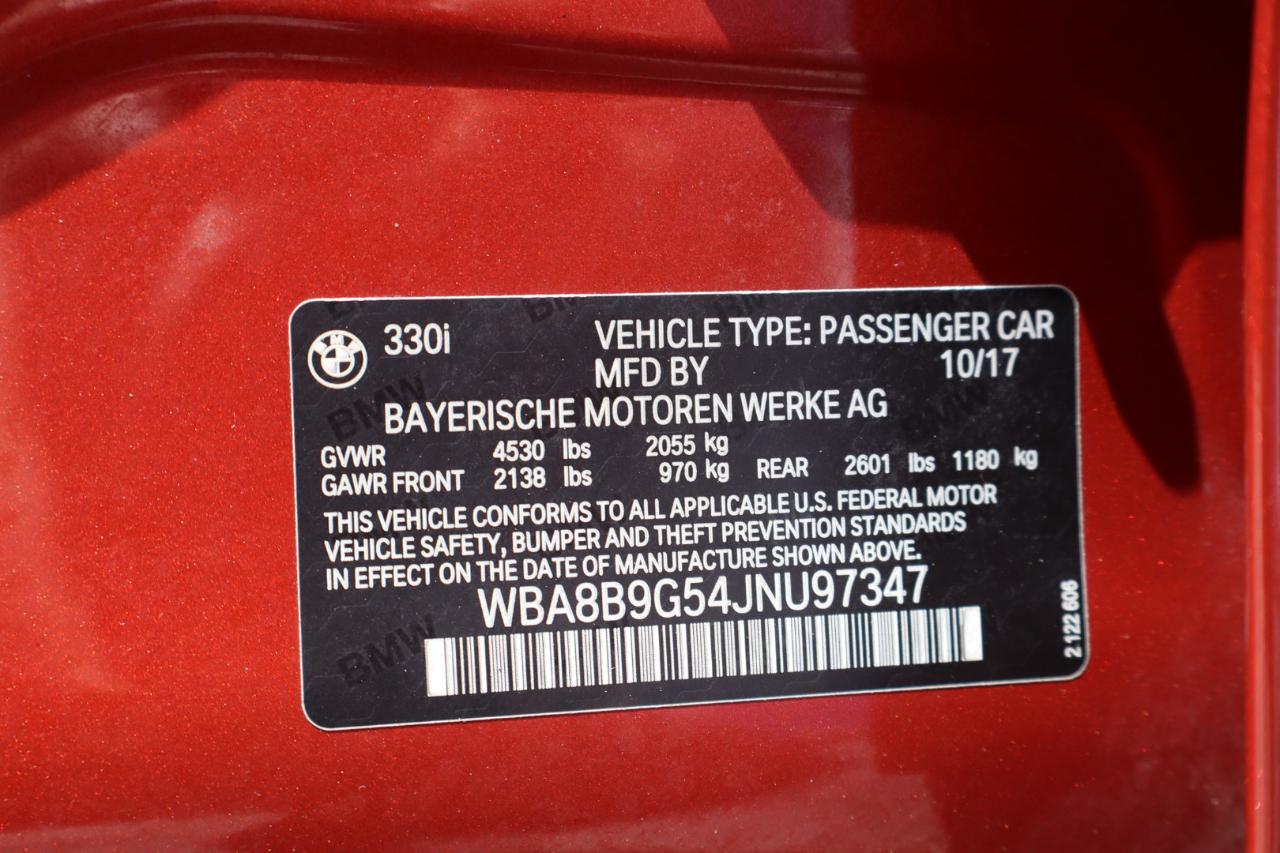 330i VEHICLE TYPE: PASSENGER CAR
MFD BY 10/17
BAYERISCHE MOTOREN WERKE AG
GVWR 4530 lbs 2055 kg
GAWR FRONT 2138 lbs 970 kg REAR 2601 lbs 1180 kg
THIS VEHICLE CONFORMS TO ALL APPLICABLE U.S. FEDERAL MOTOR
VEHICLE SAFETY, BUMPER AND THEFT PREVENTION STANDARDS
IN EFFECT ON THE DATE OF MANUFACTURE SHOWN ABOVE.
WBA8B9G54JNU97347
2 122 606
BMW
BMW
BMW